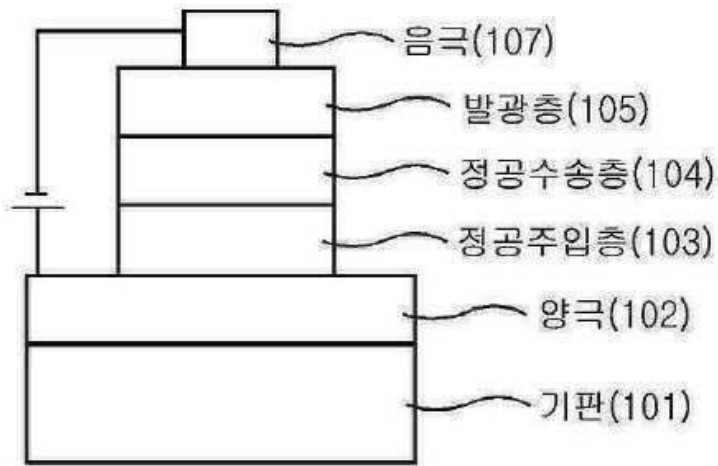 음극(107)
발광층(105)
정공수송층(104)
정공주입층(103)
양극(102)
기판(101)